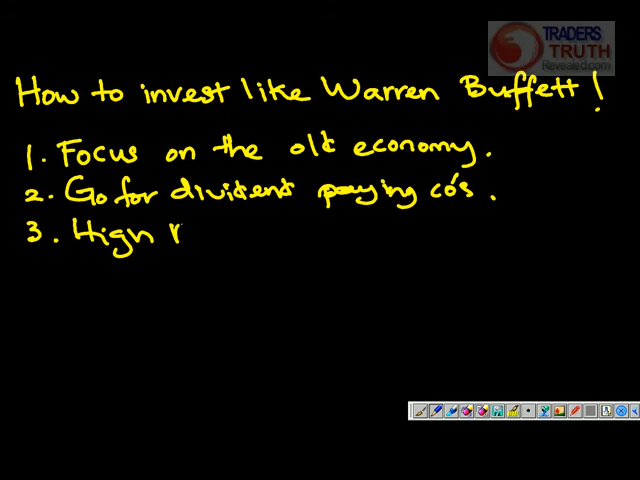 TRADERS
TRUTH
Revealed.com
How to invest like Warren Buffett!
1. Focus on the old economy.
2. Go for divident paying co's.
3. High